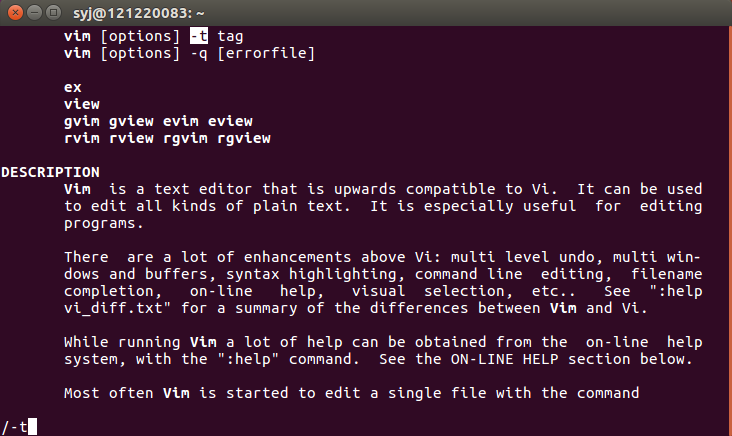 syj@121220083: ~
vim [options] -t tag
vim [options] -q [errorfile]
ex
view
gvim gview evim eview
rvim rview rgvim rgview
DESCRIPTION
Vim  is a text editor that is upwards compatible to Vi.  It can be used
to edit all kinds of plain text.  It is especially useful  for  editing
programs.
There  are a lot of enhancements above Vi: multi level undo, multi win-
dows and buffers, syntax highlighting, command line  editing,  filename
completion,   on-line   help,   visual  selection,  etc..   See  ":help
vi_diff.txt" for a summary of the differences between Vim and Vi.
While running Vim a lot of help can be obtained from the  on-line  help
system, with the ":help" command.  See the ON-LINE HELP section below.
Most often Vim is started to edit a single file with the command
/-t